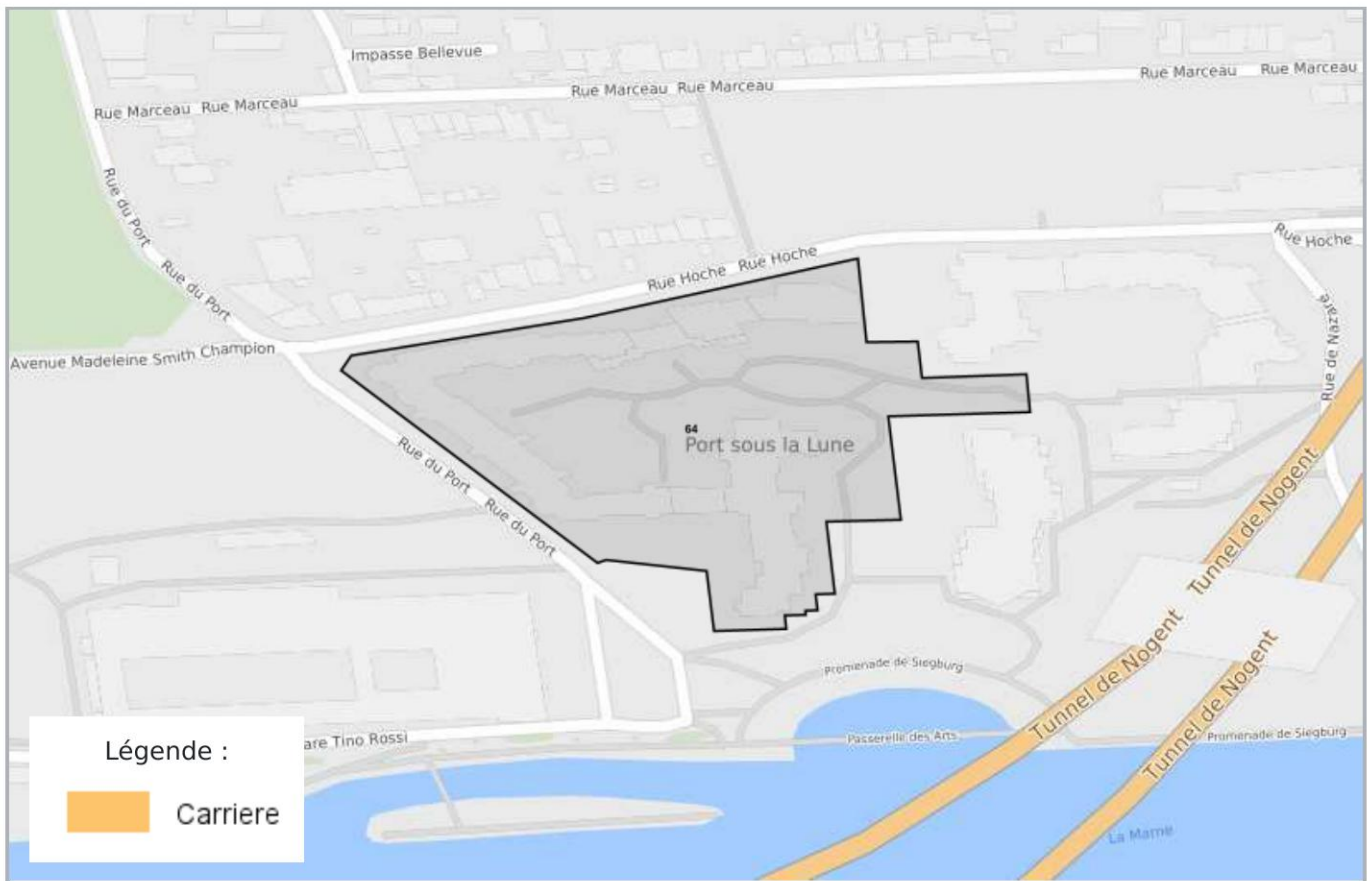 Impasse Bellevue
Rue Marceau Rue Marceau
Rue Marceau Rue Marceau
Rue Marceau Rue Marceau
Rue du Port
Rue du Port
Rue Hoche Rue Hoche
Rue Hoche
Rue de Nazaré
Avenue Madeleine Smith Champion
64
Port sous la Lune
Rue du Port
Rue du Port
Tunnel de Nogent
Tunnel de Nogent
Tunnel de Nogent
Promenade de Siegburg
Passerelle des Arts
Promenade de Siegburg
are Tino Rossi
La Marne
Légende :
Carriere